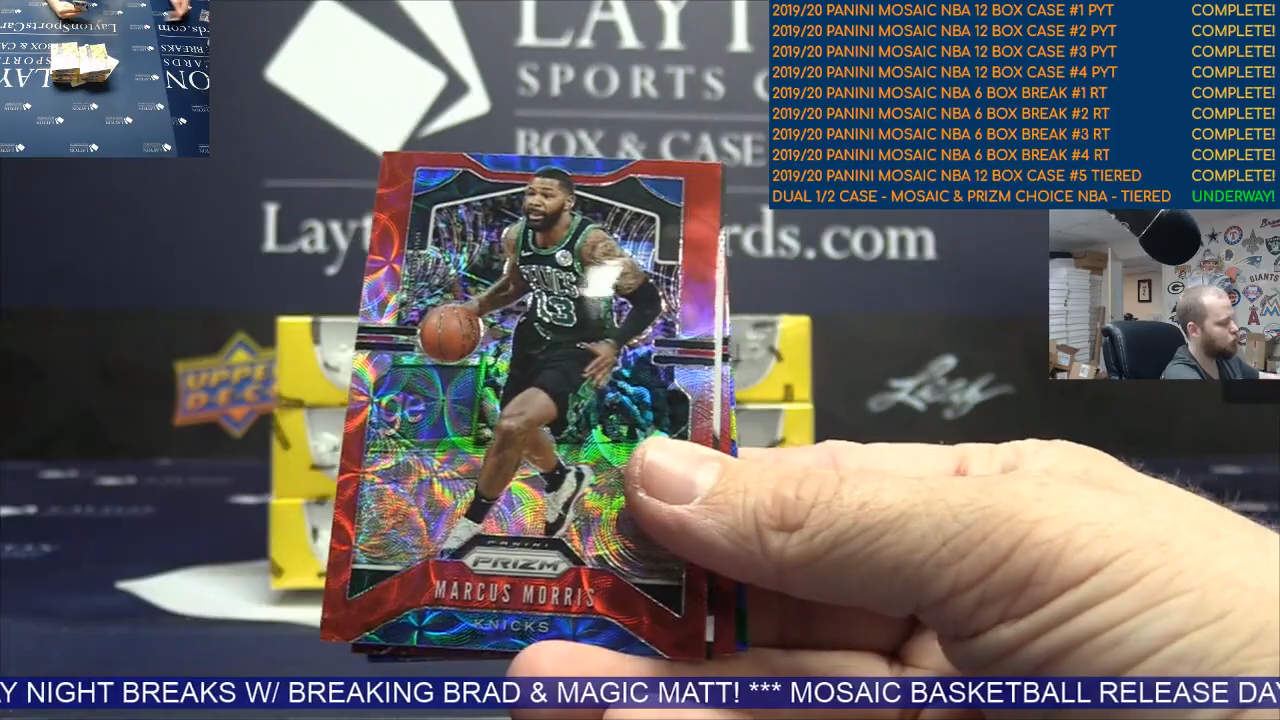 2019/20 PANINI MOSAIC NBA 12 BOX CASE #1 PYT COMPLETE!
2019/20 PANINI MOSAIC NBA 12 BOX CASE #2 PYT COMPLETE!
2019/20 PANINI MOSAIC NBA 12 BOX CASE #3 PYT COMPLETE!
2019/20 PANINI MOSAIC NBA 12 BOX CASE #4 PYT COMPLETE!
2019/20 PANINI MOSAIC NBA 6 BOX BREAK #1 RT COMPLETE!
2019/20 PANINI MOSAIC NBA 6 BOX BREAK #2 RT COMPLETE!
2019/20 PANINI MOSAIC NBA 6 BOX BREAK #3 RT COMPLETE!
2019/20 PANINI MOSAIC NBA 6 BOX BREAK #4 RT COMPLETE!
2019/20 PANINI MOSAIC NBA 12 BOX CASE #5 TIERED COMPLETE!
DUAL 1/2 CASE - MOSAIC & PRIZM CHOICE NBA - TIERED UNDERWAY!
LAYT
SPORTS C
BOX & CASE
Layt rds.com
UPPER
DEC
Leaf
GIANTS
13
PANINI
PRIZM
MARCUS MORRIS
KNICKS
Y NIGHT BREAKS W/ BREAKING BRAD & MAGIC MATT! *** MOSAIC BASKETBALL RELEASE DAY